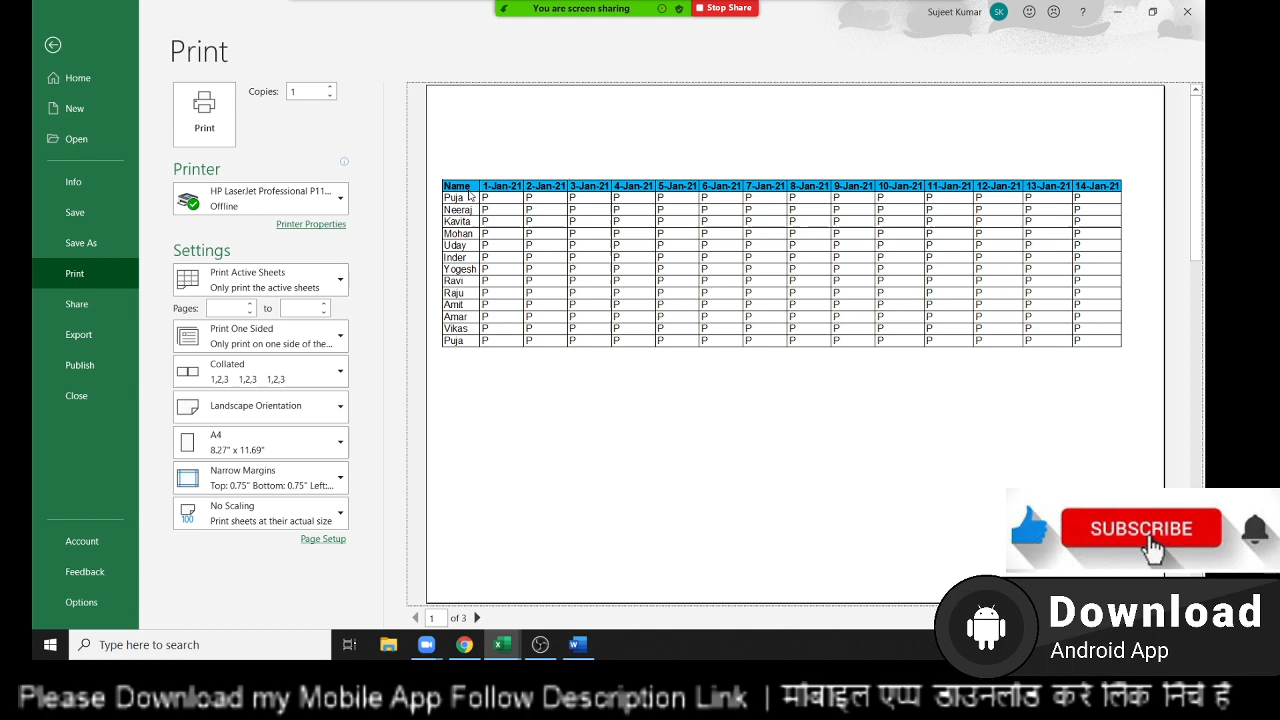 You are screen sharing
Stop Share
Sujeet Kumar
SK
?
Print
Home
New
Open
Info
Save
Save As
Print
Share
Export
Publish
Close
Account
Feedback
Options
Print
Copies:
1
Printer
HP LaserJet Professional P11...
Offline
Printer Properties
Settings
Print Active Sheets
Only print the active sheets
Pages:
to
Print One Sided
Only print on one side of the...
Collated
1,2,3 1,2,3 1,2,3
Landscape Orientation
A4
8.27" x 11.69"
Narrow Margins
Top: 0.75" Bottom: 0.75" Left:...
100
No Scaling
Print sheets at their actual size
Page Setup
Name 1-Jan-21 2-Jan-21 3-Jan-21 4-Jan-21 5-Jan-21 6-Jan-21 7-Jan-21 8-Jan-21 9-Jan-21 10-Jan-21 11-Jan-21 12-Jan-21 13-Jan-21 14-Jan-21
Puja P P P P P P P P P P P P P P
Neeraj P P P P P P P P P P P P P P
Kavita P P P P P P P P P P P P P P
Mohan P P P P P P P P P P P P P P
Uday P P P P P P P P P P P P P P
Inder P P P P P P P P P P P P P P
Yogesh P P P P P P P P P P P P P P
Ravi P P P P P P P P P P P P P P
Raju P P P P P P P P P P P P P P
Amit P P P P P P P P P P P P P P
Amar P P P P P P P P P P P P P P
Vikas P P P P P P P P P P P P P P
Puja P P P P P P P P P P P P P P
1 of 3
SUBSCRIBE
Download
Android App
Type here to search
Please Download my Mobile App Follow Description Link | मोबाइल एप्प डाउनलोड करे लिंक निचे है